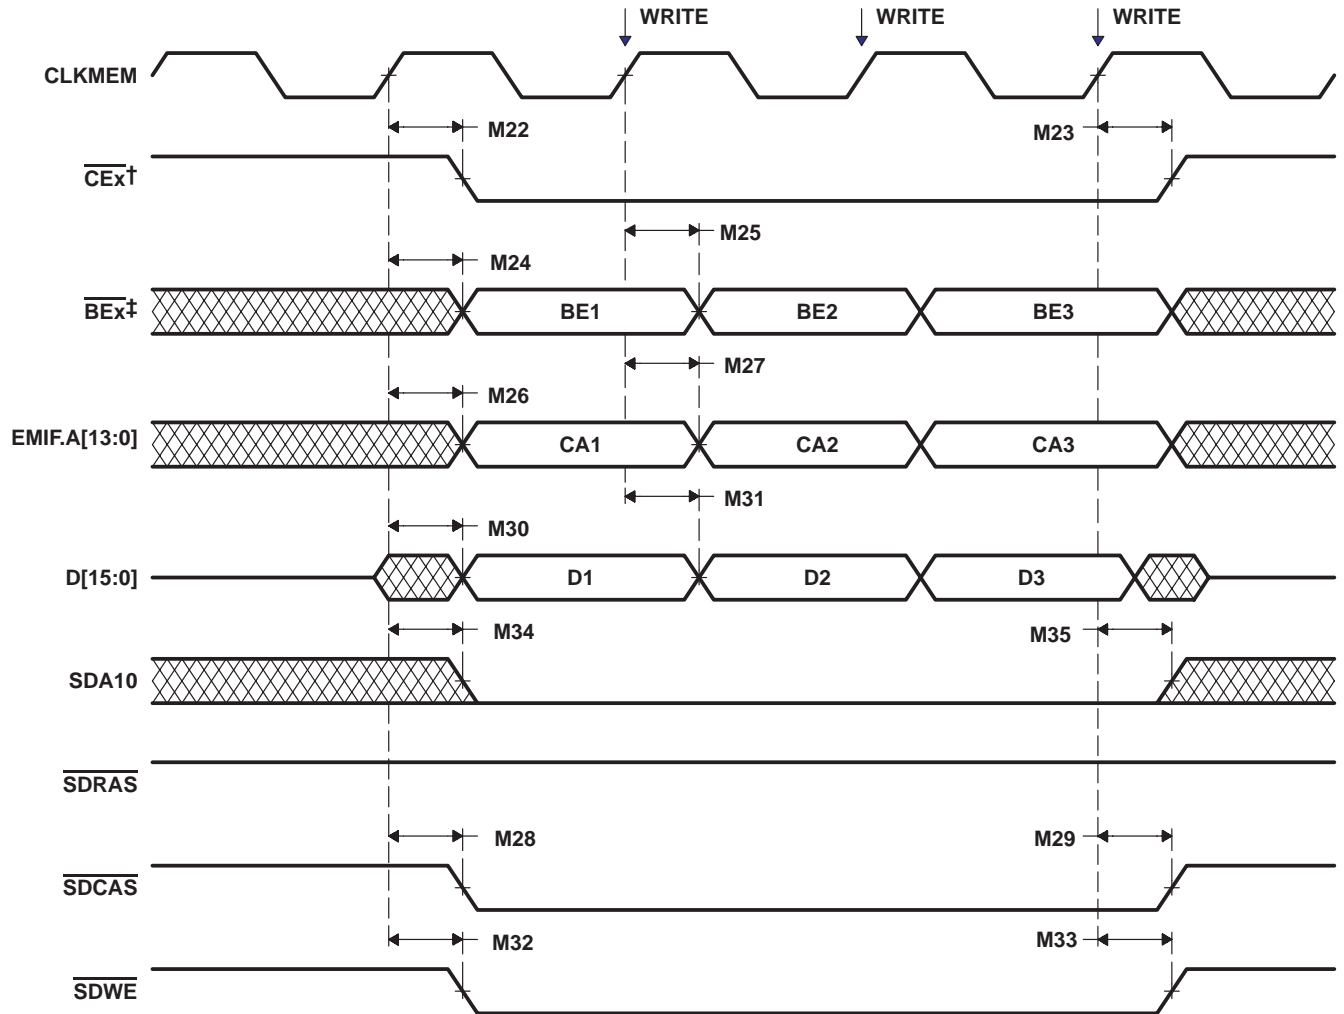 WRITE WRITE WRITE
CLKMEM
M22 M23
CEx†
M25
M24
BEx‡ BE1 BE2 BE3
M27
M26
EMIF.A[13:0] CA1 CA2 CA3
M31
M30
D[15:0] D1 D2 D3
M34 M35
SDA10
SDRAS
M28 M29
SDCAS
M32 M33
SDWE